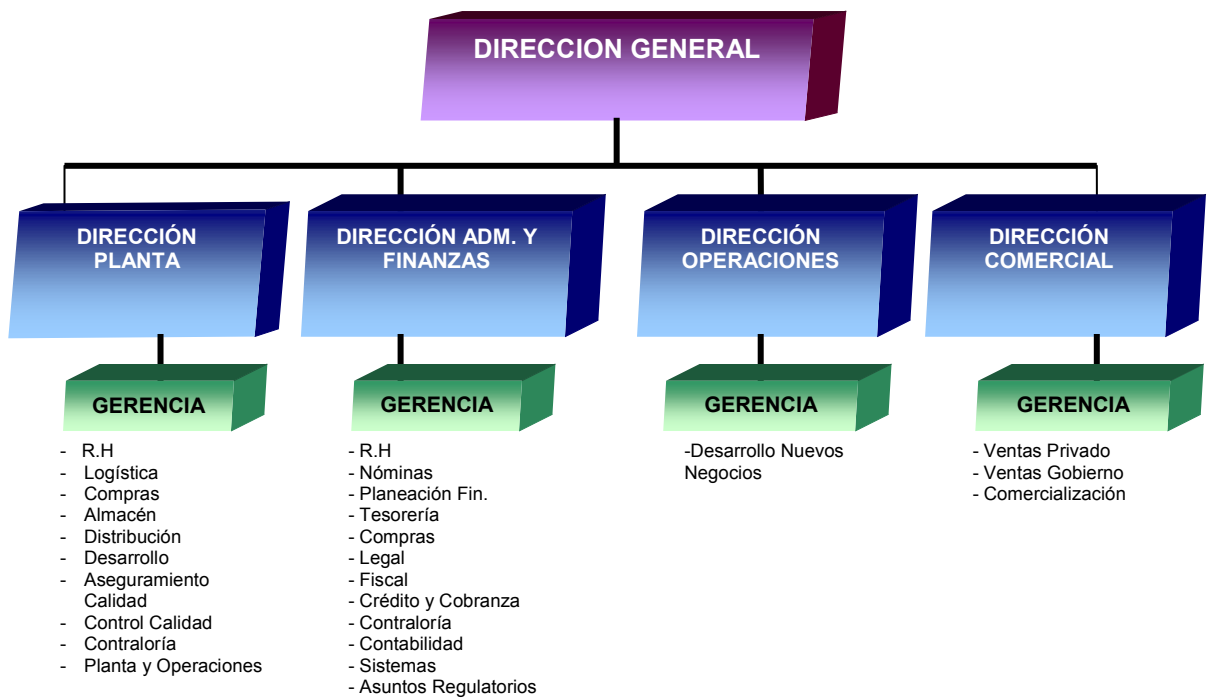 DIRECCION GENERAL
DIRECCIÓN
PLANTA
DIRECCIÓN ADM. Y
FINANZAS
DIRECCIÓN
OPERACIONES
DIRECCIÓN
COMERCIAL
GERENCIA
GERENCIA
GERENCIA
GERENCIA
- R.H
- Logística
- Compras
- Almacén
- Distribución
- Desarrollo
- Aseguramiento
Calidad
- Control Calidad
- Contraloría
- Planta y Operaciones
- R.H
- Nóminas
- Planeación Fin.
- Tesorería
- Compras
- Legal
- Fiscal
- Crédito y Cobranza
- Contraloría
- Contabilidad
- Sistemas
- Asuntos Regulatorios
-Desarrollo Nuevos
Negocios
- Ventas Privado
- Ventas Gobierno
- Comercialización